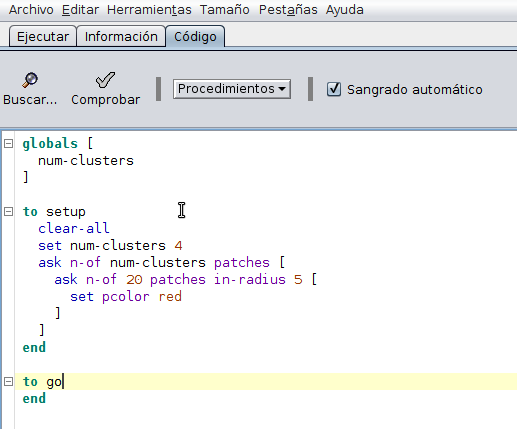 Archivo Editar Herramientas Tamaño Pestañas Ayuda
Ejecutar Información Código
Buscar... Comprobar Procedimientos Sangrado automático
globals [
  num-clusters
]
to setup
  clear-all
  set num-clusters 4
  ask n-of num-clusters patches [
    ask n-of 20 patches in-radius 5 [
      set pcolor red
    ]
  ]
end
to go
end